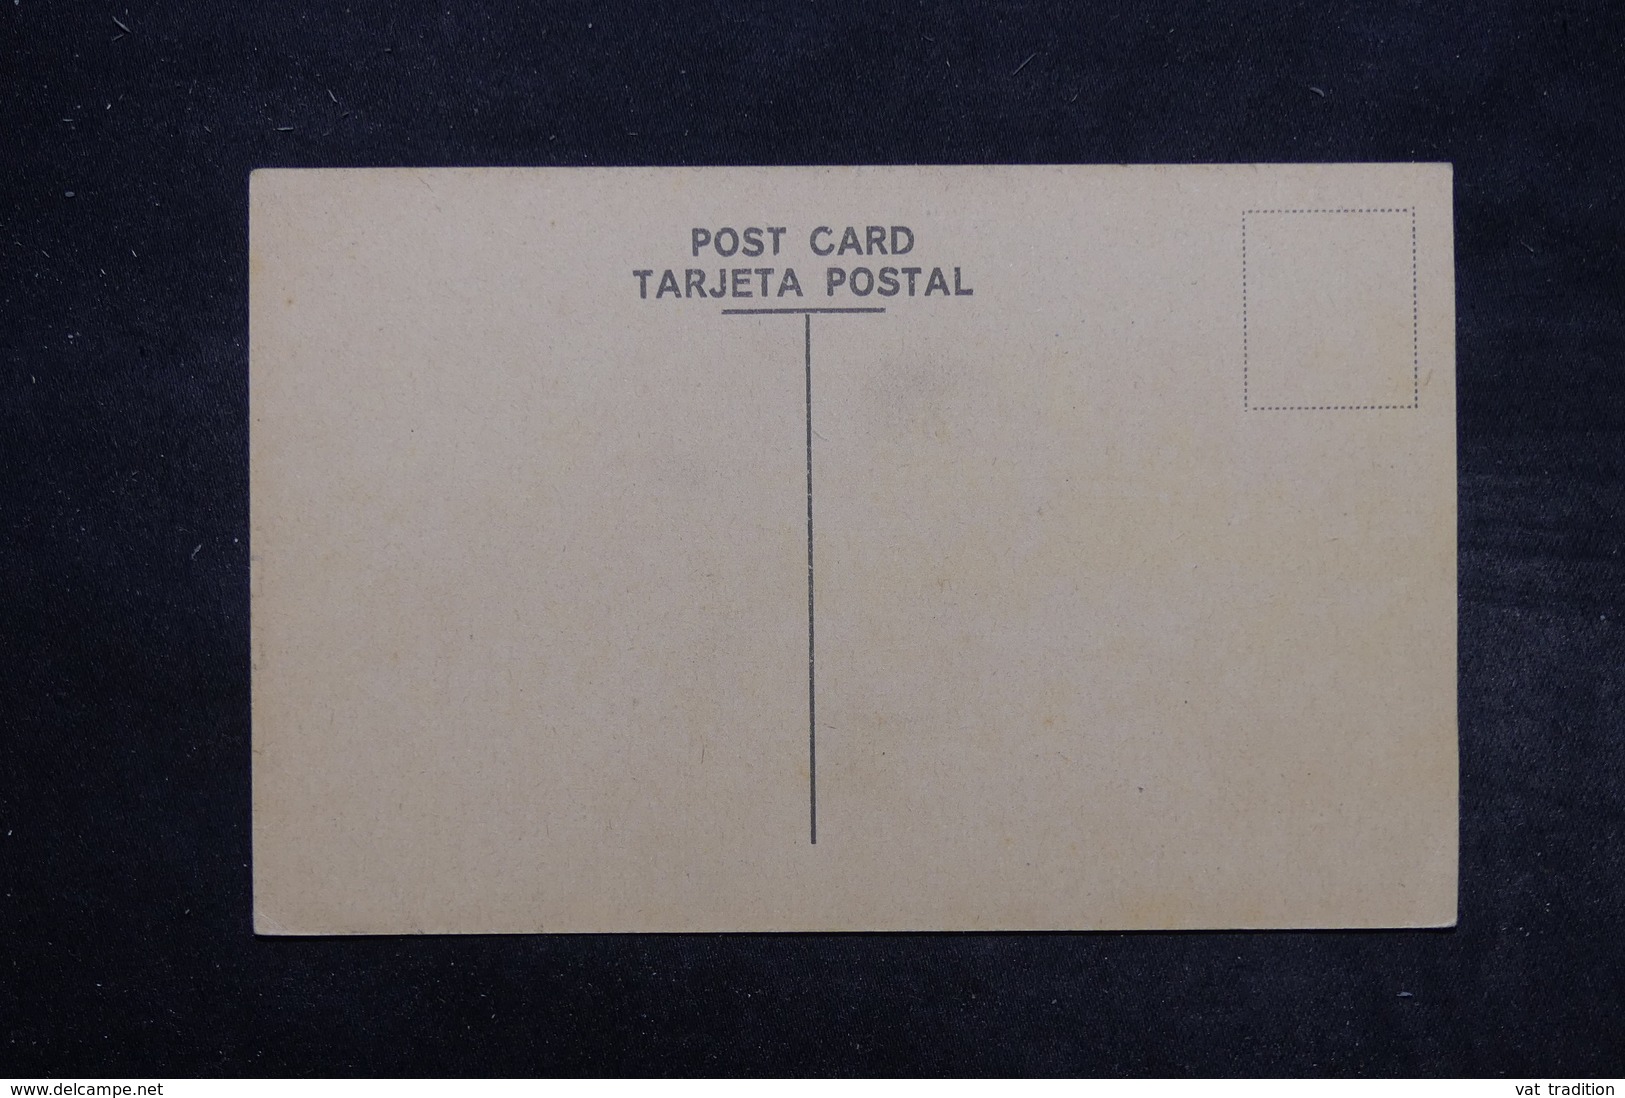 POST CARD
TARJETA POSTAL
www.delcampe.net
vat tradition